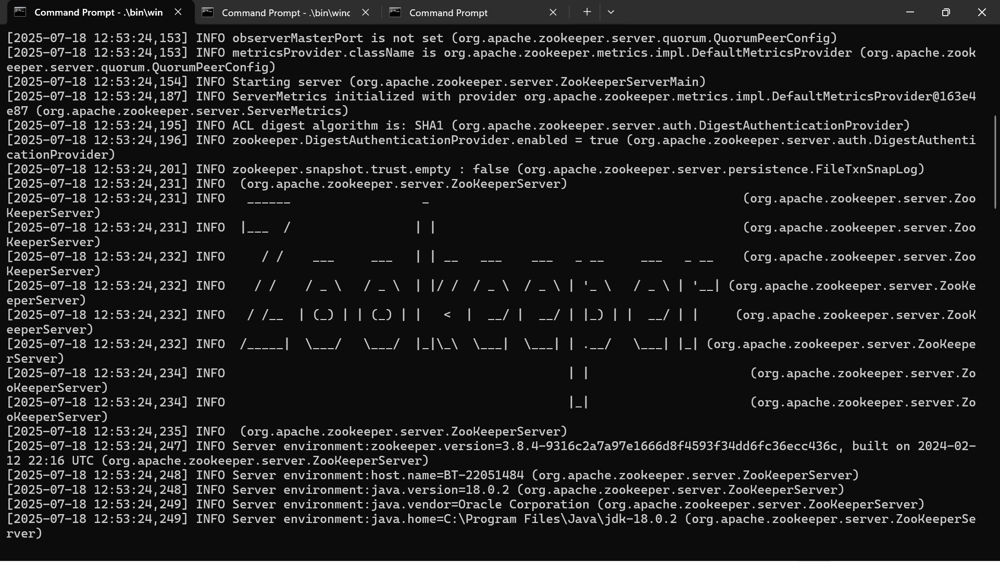 Command Prompt - .\bin\win
Command Prompt - .\bin\winc
Command Prompt
[2025-07-18 12:53:24,153] INFO observerMasterPort is not set (org.apache.zookeeper.server.quorum.QuorumPeerConfig)
[2025-07-18 12:53:24,153] INFO metricsProvider.className is org.apache.zookeeper.metrics.impl.DefaultMetricsProvider (org.apache.zook
eeper.server.quorum.QuorumPeerConfig)
[2025-07-18 12:53:24,154] INFO Starting server (org.apache.zookeeper.server.ZooKeeperServerMain)
[2025-07-18 12:53:24,187] INFO ServerMetrics initialized with provider org.apache.zookeeper.metrics.impl.DefaultMetricsProvider@163e4
e87 (org.apache.zookeeper.server.ServerMetrics)
[2025-07-18 12:53:24,195] INFO ACL digest algorithm is: SHA1 (org.apache.zookeeper.server.auth.DigestAuthenticationProvider)
[2025-07-18 12:53:24,196] INFO zookeeper.DigestAuthenticationProvider.enabled = true (org.apache.zookeeper.server.auth.DigestAuthenti
cationProvider)
[2025-07-18 12:53:24,201] INFO zookeeper.snapshot.trust.empty : false (org.apache.zookeeper.server.persistence.FileTxnSnapLog)
[2025-07-18 12:53:24,231] INFO  (org.apache.zookeeper.server.ZooKeeperServer)
[2025-07-18 12:53:24,231] INFO   ______                  _                                           (org.apache.zookeeper.server.Zoo
KeeperServer)
[2025-07-18 12:53:24,231] INFO  |___  /                 | |                                          (org.apache.zookeeper.server.Zoo
KeeperServer)
[2025-07-18 12:53:24,232] INFO     / /    ___     ___   | | __   ___    ___   _ __     ___   _ __    (org.apache.zookeeper.server.Zoo
KeeperServer)
[2025-07-18 12:53:24,232] INFO    / /    / _ \   / _ \  | |/ /  / _ \  / _ \ | '_ \   / _ \ | '__| (org.apache.zookeeper.server.ZooKe
eperServer)
[2025-07-18 12:53:24,232] INFO   / /__  | (_) | | (_) | |   <  |  __/ |  __/ | |_) | |  __/ | |     (org.apache.zookeeper.server.ZooK
eeperServer)
[2025-07-18 12:53:24,232] INFO  /_____|  \___/   \___/  |_|\_\  \___|  \___| | .__/   \___| |_| (org.apache.zookeeper.server.ZooKeepe
rServer)
[2025-07-18 12:53:24,234] INFO                                               | |                      (org.apache.zookeeper.server.Zo
oKeeperServer)
[2025-07-18 12:53:24,234] INFO                                               |_|                      (org.apache.zookeeper.server.Zo
oKeeperServer)
[2025-07-18 12:53:24,235] INFO  (org.apache.zookeeper.server.ZooKeeperServer)
[2025-07-18 12:53:24,247] INFO Server environment:zookeeper.version=3.8.4-9316c2a7a97e1666d8f4593f34dd6fc36ecc436c, built on 2024-02-
12 22:16 UTC (org.apache.zookeeper.server.ZooKeeperServer)
[2025-07-18 12:53:24,248] INFO Server environment:host.name=BT-22051484 (org.apache.zookeeper.server.ZooKeeperServer)
[2025-07-18 12:53:24,248] INFO Server environment:java.version=18.0.2 (org.apache.zookeeper.server.ZooKeeperServer)
[2025-07-18 12:53:24,249] INFO Server environment:java.vendor=Oracle Corporation (org.apache.zookeeper.server.ZooKeeperServer)
[2025-07-18 12:53:24,249] INFO Server environment:java.home=C:\Program Files\Java\jdk-18.0.2 (org.apache.zookeeper.server.ZooKeeperSe
rver)